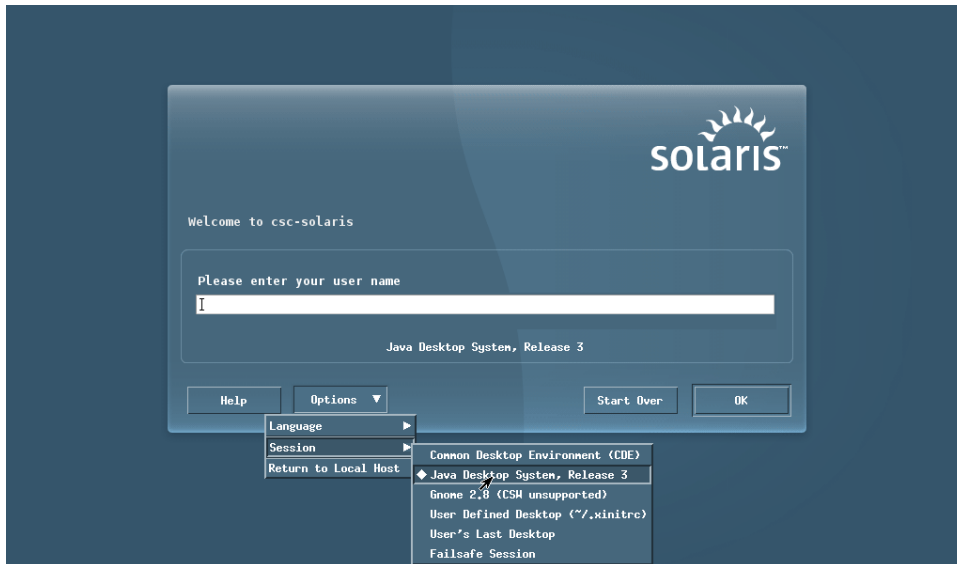 solaris™
Welcome to csc-solaris
Please enter your user name
Java Desktop System, Release 3
Help
Options
Start Over
OK
Language
Session
Return to Local Host
Common Desktop Environment (CDE)
Java Desktop System, Release 3
Gnome 2.8 (CSW unsupported)
User Defined Desktop (~/.xinitrc)
User's Last Desktop
Failsafe Session